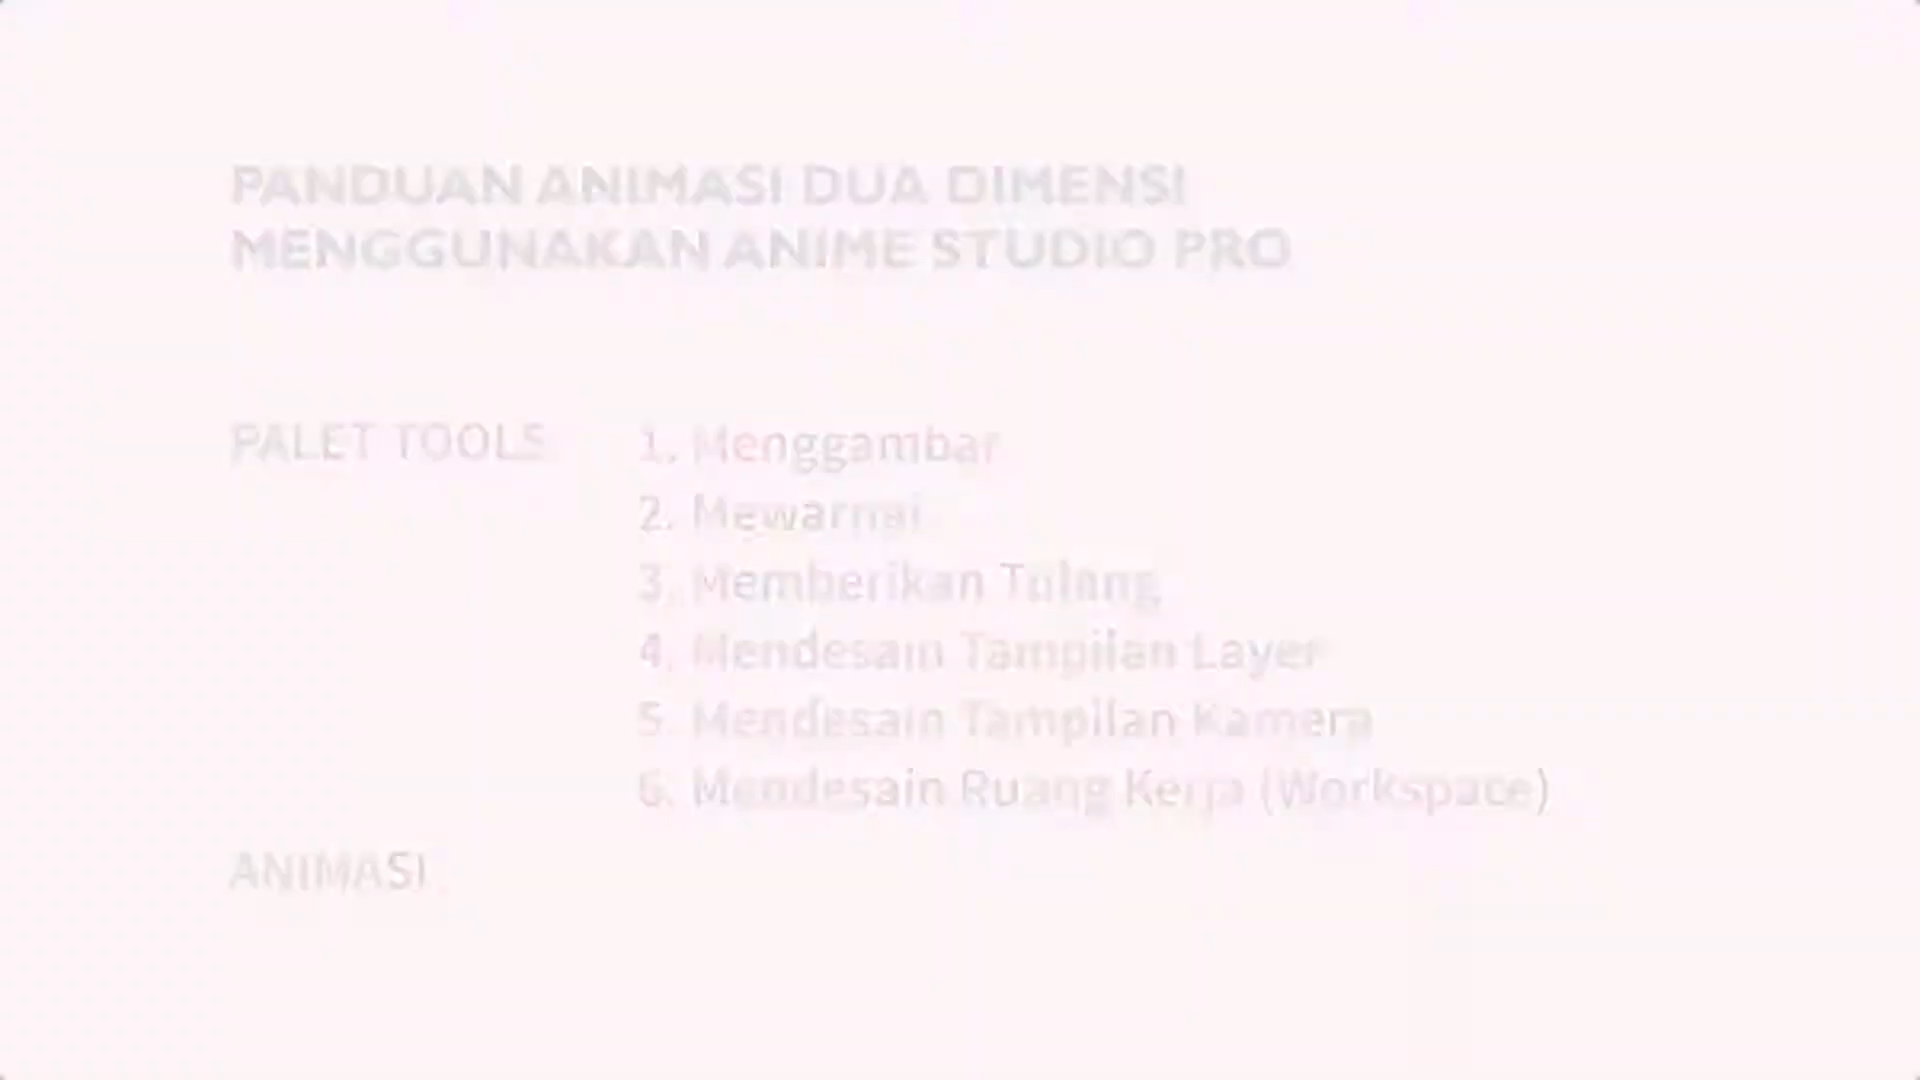 PANDUAN ANIMASI DUA DIMENSI
MENGGUNAKAN ANIME STUDIO PRO
PALET TOOLS
1. Menggambar
2. Mewarnai
3. Memberikan Tulang
4. Mendesain Tampilan Layer
5. Mendesain Tampilan Kamera
6. Mendesain Ruang Kerja (Workspace)
ANIMASI